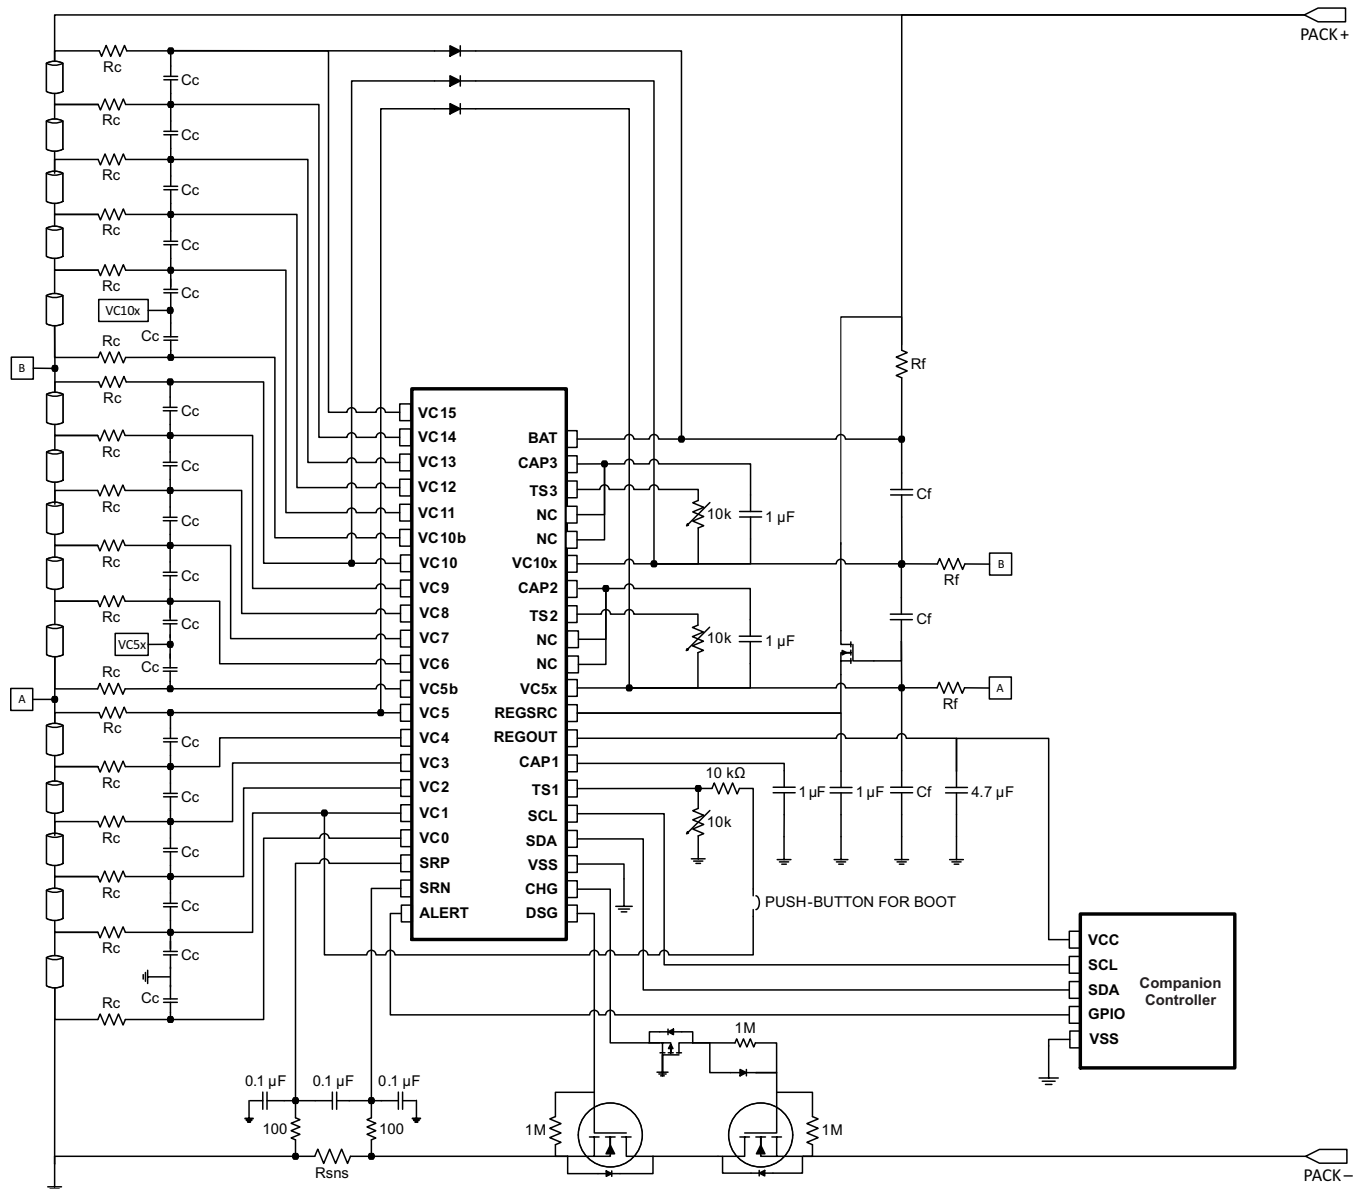 PACK+
Rc
Cc
Rc
Cc
Rc
Cc
Rc
Cc
Rc
Cc
VC10x
Cc
Rc
B
Rc
Cc
Rc
Cc
Rc
Cc
Rc
Cc
Rc
Cc
VC5x
Cc
Rc
A
Rc
Cc
Rc
Cc
Rc
Cc
Rc
Cc
Rc
Cc
Cc
Rc
VC15
VC14
VC13
VC12
VC11
VC10b
VC10
VC9
VC8
VC7
VC6
VC5b
VC5
VC4
VC3
VC2
VC1
VC0
SRP
SRN
ALERT
BAT
CAP3
TS3
NC
NC
VC10x
CAP2
TS2
NC
NC
VC5x
REGSRC
REGOUT
CAP1
TS1
SCL
SDA
VSS
CHG
DSG
Rf
Cf
10k
1 µF
Rf
B
Cf
10k
1 µF
Rf
A
10 kΩ
10k
1 µF
1 µF
Cf
4.7 µF
PUSH-BUTTON FOR BOOT
VCC
SCL
SDA
GPIO
VSS
Companion
Controller
1M
0.1 µF
0.1 µF
0.1 µF
100
100
Rsns
1M
1M
PACK–